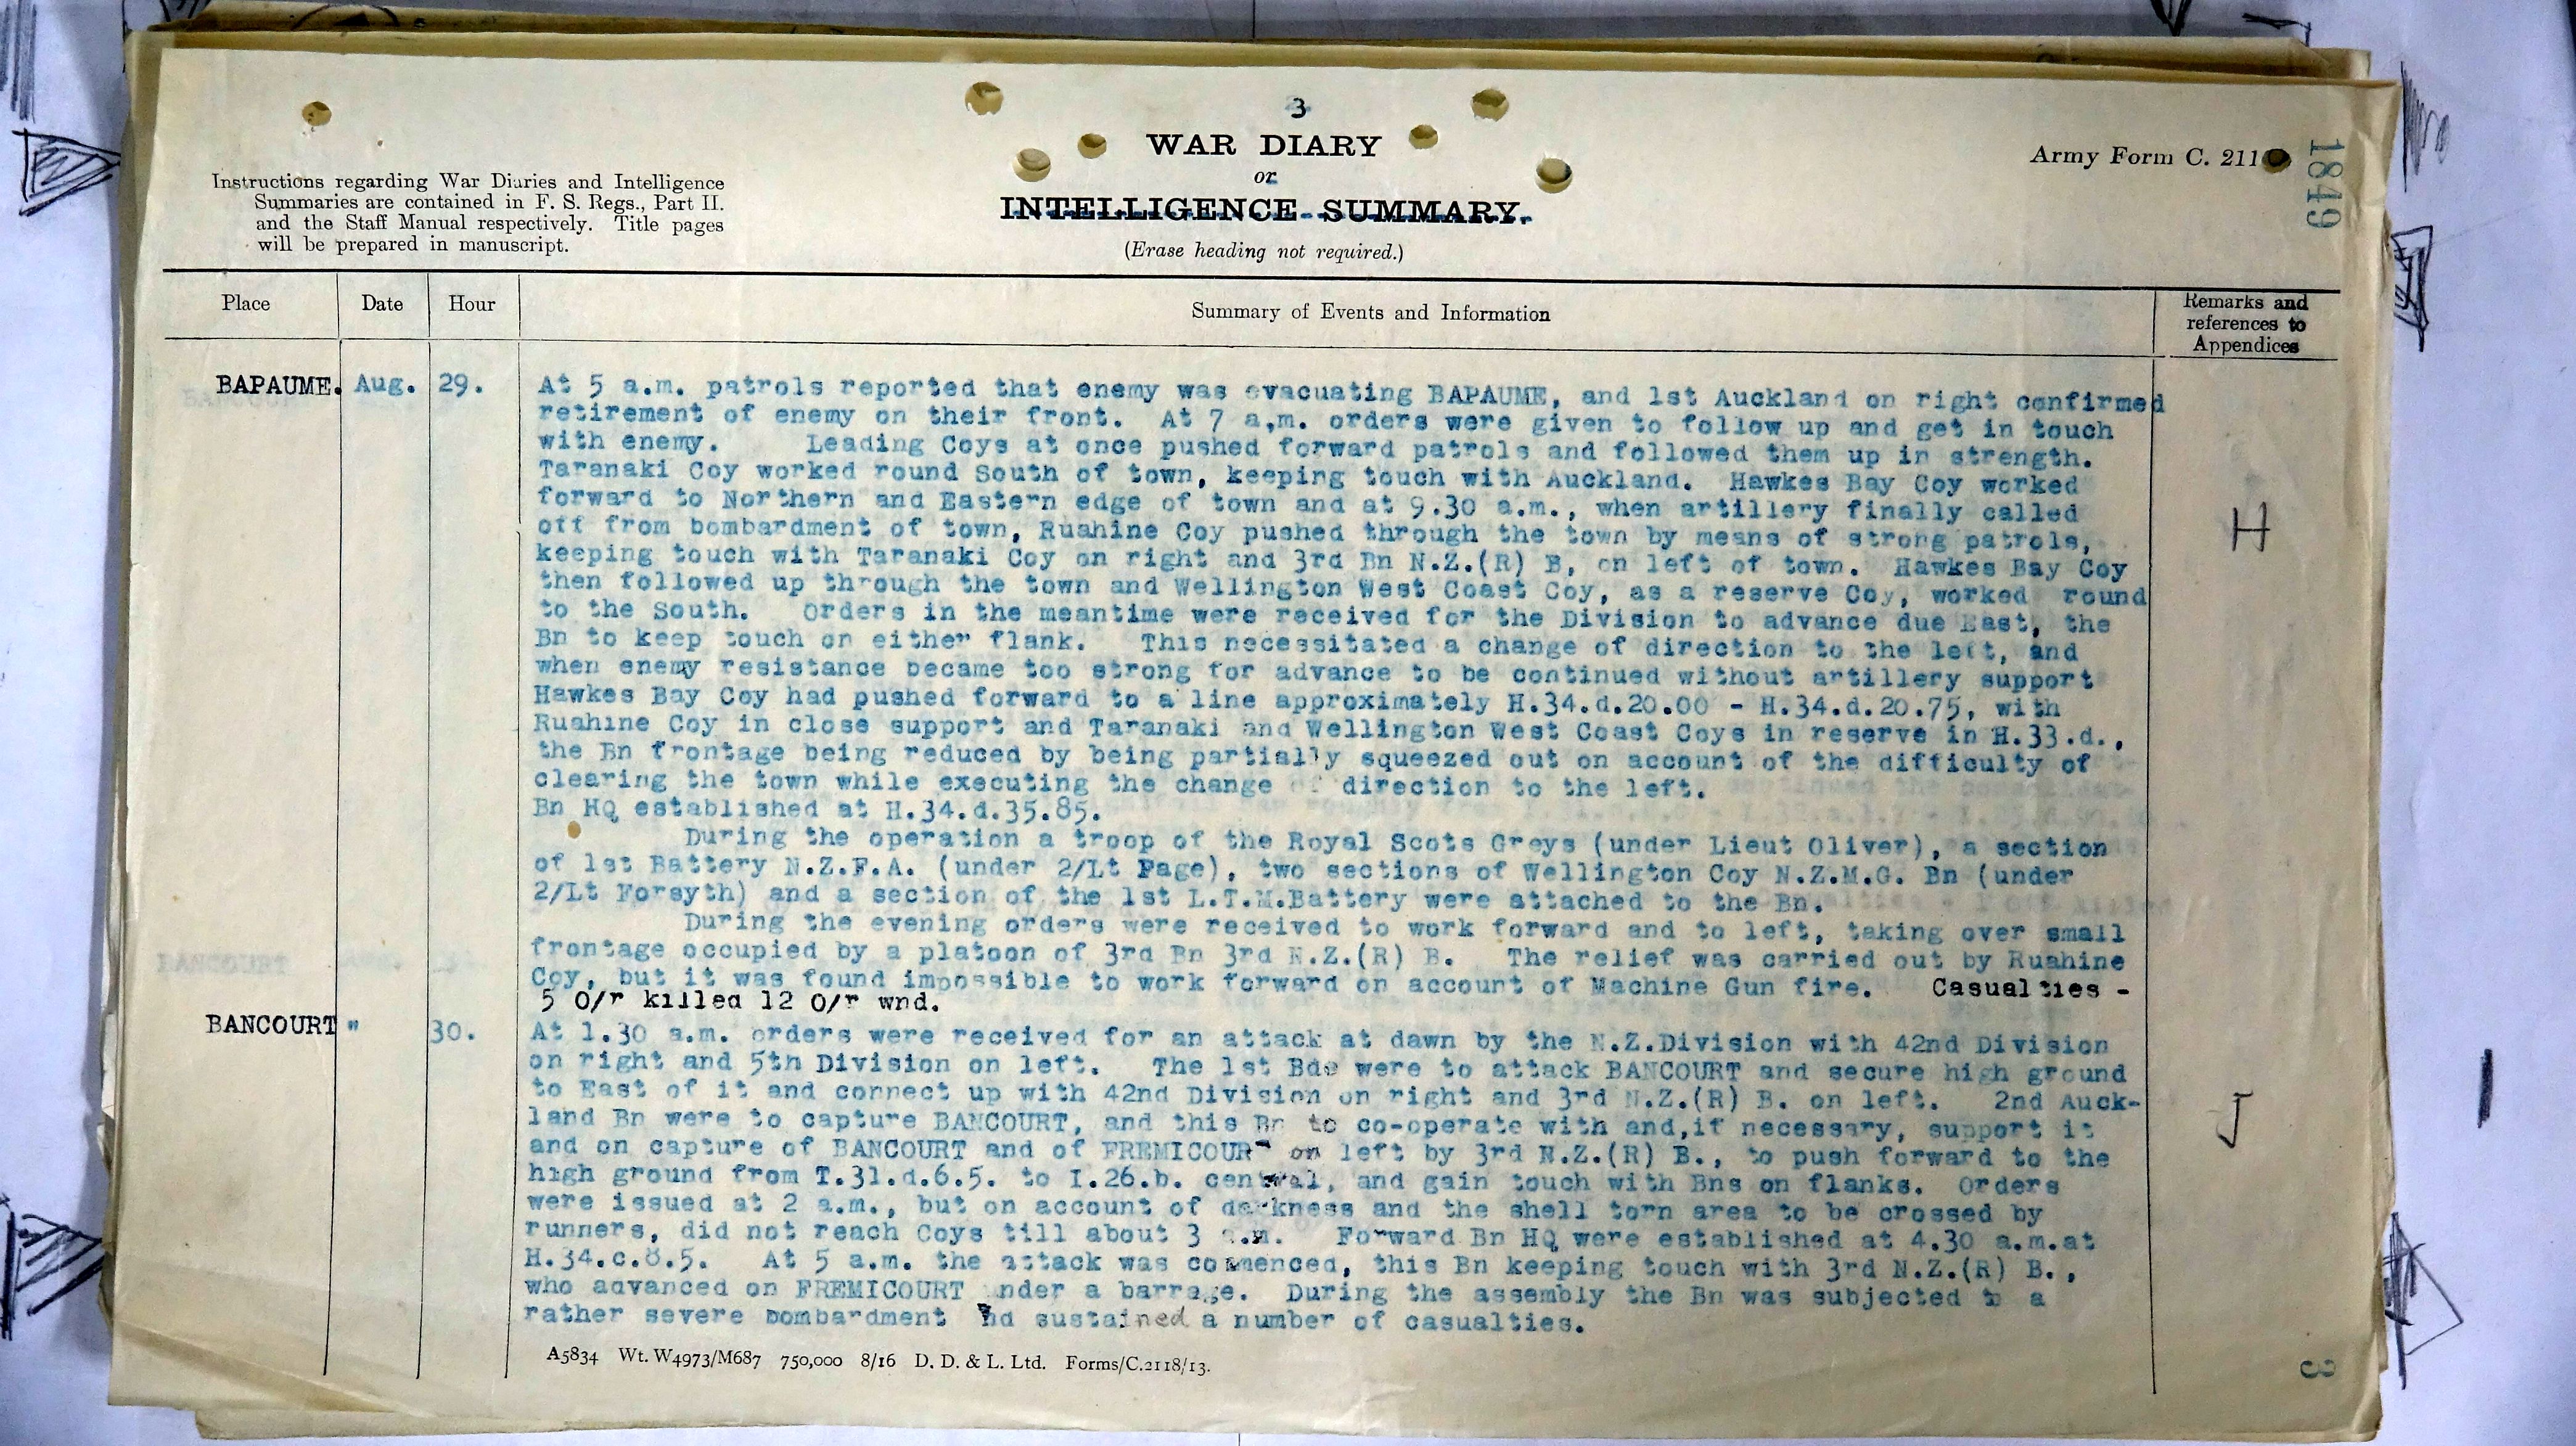 3
WAR DIARY
or
INTELLIGENCE SUMMARY.
(Erase heading not required.)
Army Form C. 211
1849
Instructions regarding War Diaries and Intelligence
Summaries are contained in F. S. Regs., Part II.
and the Staff Manual respectively. Title pages
will be prepared in manuscript.
Place
Date
Hour
Summary of Events and Information
Remarks and
references to
Appendices
BAPAUME. Aug. 29.
At 5 a.m. patrols reported that enemy was evacuating BAPAUME, and 1st Auckland on right confirmed
retirement of enemy on their front. At 7 a,m. orders were given to follow up and get in touch
with enemy. Leading Coys at once pushed forward patrols and followed them up in strength.
Taranaki Coy worked round South of town, keeping touch with Auckland. Hawkes Bay Coy worked
forward to Northern and Eastern edge of town and at 9.30 a.m., when artillery finally called
off from bombardment of town, Ruahine Coy pushed through the town by means of strong patrols,
keeping touch with Taranaki Coy on right and 3rd Bn N.Z.(R) B, on left of town. Hawkes Bay Coy
then followed up through the town and Wellington West Coast Coy, as a reserve Coy, worked round
to the South. Orders in the meantime were received for the Division to advance due East, the
Bn to keep touch on either flank. This necessitated a change of direction to the left, and
when enemy resistance became too strong for advance to be continued without artillery support
Hawkes Bay Coy had pushed forward to a line approximately H.34.d.20.00 - H.34.d.20.75, with
Ruahine Coy in close support and Taranaki and Wellington West Coast Coys in reserve in H.33.d.,
the Bn frontage being reduced by being partially squeezed out on account of the difficulty of
clearing the town while executing the change of direction to the left.
Bn HQ established at H.34.d.35.85.
During the operation a troop of the Royal Scots Greys (under Lieut Oliver), a section
of 1st Battery N.Z.F.A. (under 2/Lt Page), two sections of Wellington Coy N.Z.M.G. Bn (under
2/Lt Forsyth) and a section of the 1st L.T.M.Battery were attached to the Bn.
During the evening orders were received to work forward and to left, taking over small
frontage occupied by a platoon of 3rd Bn 3rd N.Z.(R) B. The relief was carried out by Ruahine
Coy, but it was found impossible to work forward on account of Machine Gun fire. Casualties -
5 O/r killed 12 O/r wnd.
H
BANCOURT " 30.
At 1.30 a.m. orders were received for an attack at dawn by the N.Z.Division with 42nd Division
on right and 5th Division on left. The 1st Bde were to attack BANCOURT and secure high ground
to East of it and connect up with 42nd Division on right and 3rd N.Z.(R) B. on left. 2nd Auck-
land Bn were to capture BANCOURT, and this Bn to co-operate with and,if necessary, support it
and on capture of BANCOURT and of FREMICOURT on left by 3rd N.Z.(R) B., to push forward to the
high ground from T.31.d.6.5. to I.26.b. central, and gain touch with Bns on flanks. Orders
were issued at 2 a.m., but on account of darkness and the shell torn area to be crossed by
runners, did not reach Coys till about 3 a.m. Forward Bn HQ were established at 4.30 a.m.at
H.34.c.8.5. At 5 a.m. the attack was commenced, this Bn keeping touch with 3rd N.Z.(R) B.,
who advanced on FREMICOURT under a barrage. During the assembly the Bn was subjected to a
rather severe bombardment and sustained a number of casualties.
J
A5834 Wt. W4973/M687 750,000 8/16 D. D. & L. Ltd. Forms/C.2118/13.
3
BANCOURT